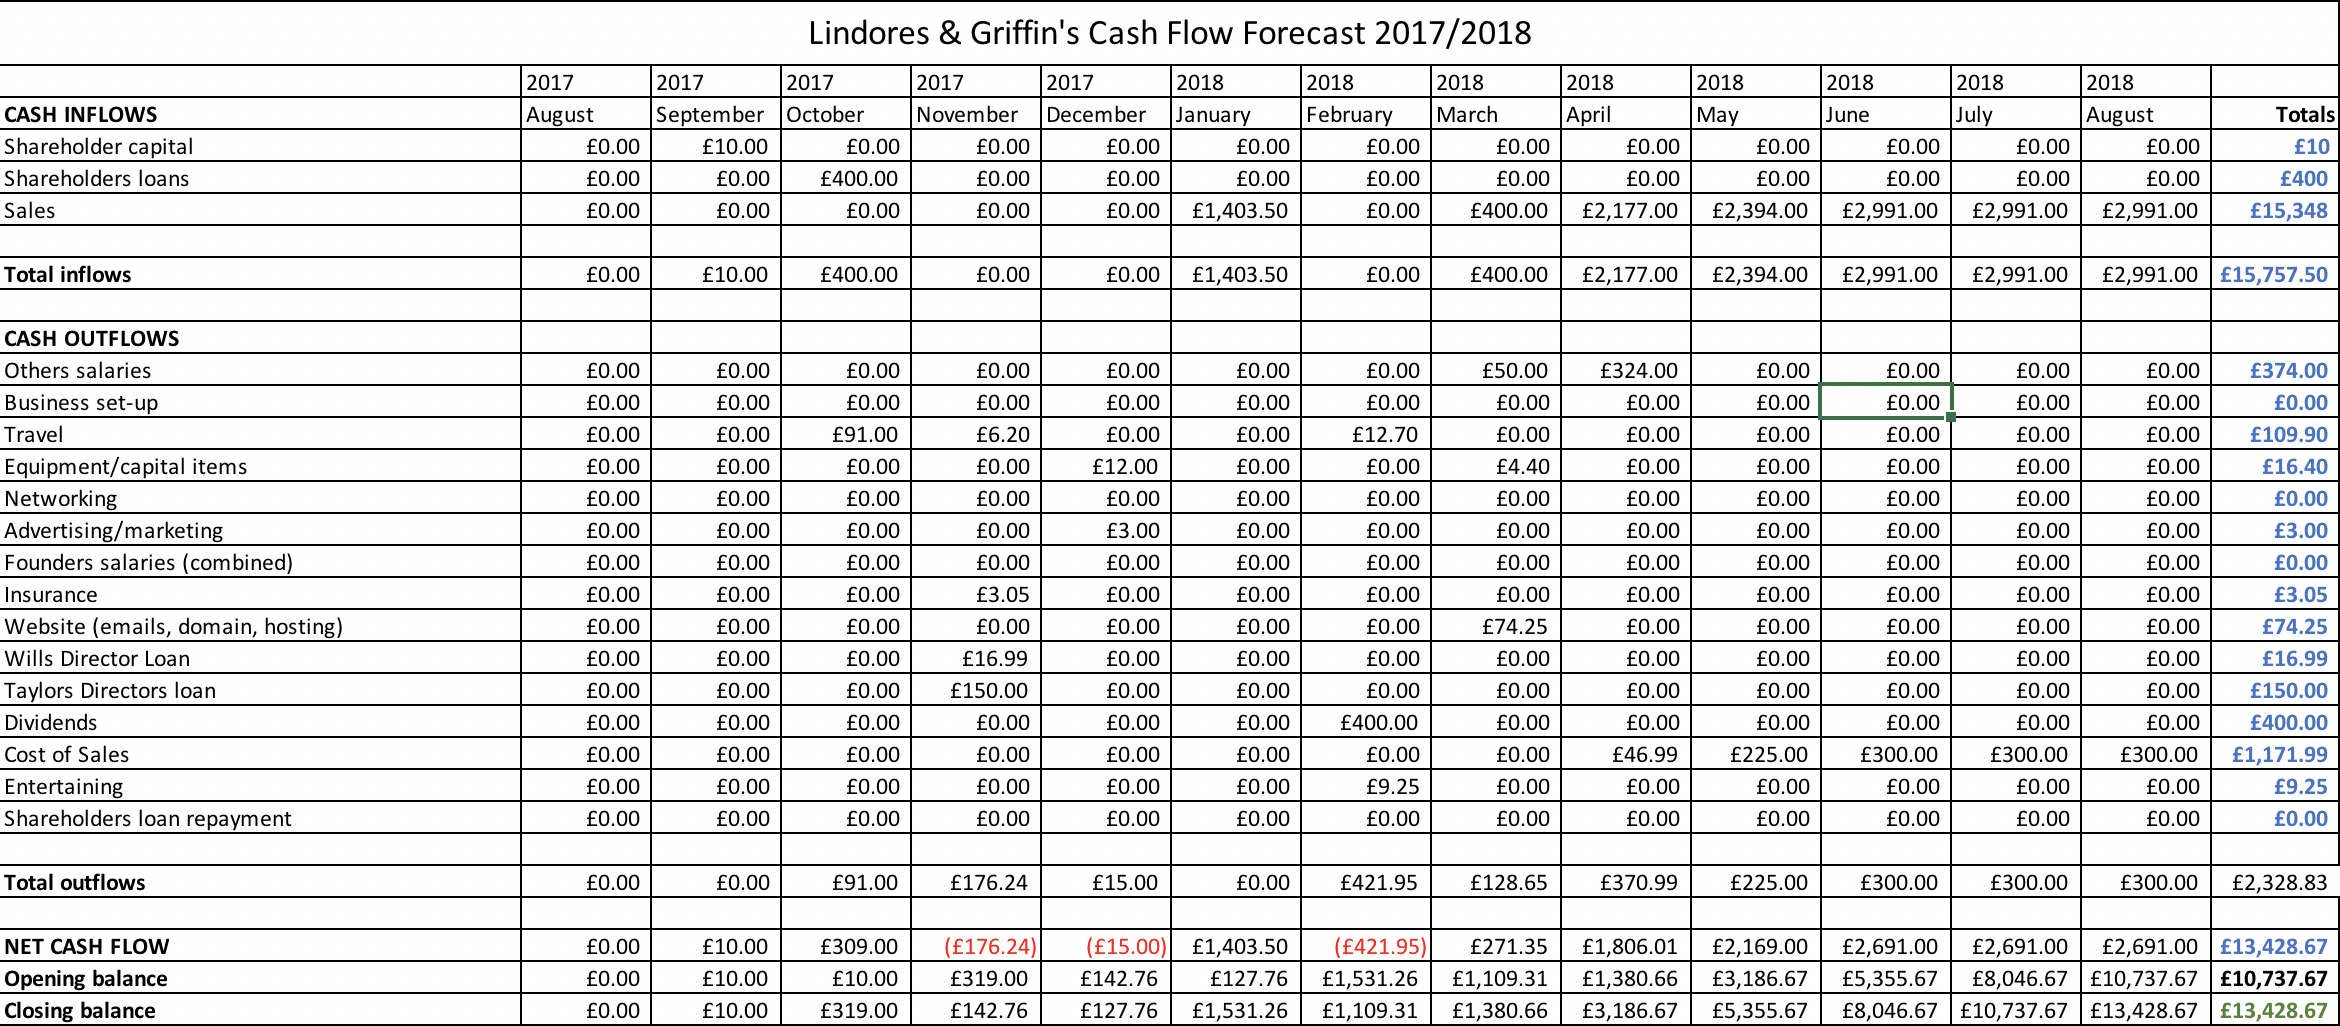 Lindores & Griffin's Cash Flow Forecast 2017/2018
2017 2017 2017 2017 2017 2018 2018 2018 2018 2018 2018 2018 2018
CASH INFLOWS August September October November December January February March April May June July August Totals
Shareholder capital £0.00 £10.00 £0.00 £0.00 £0.00 £0.00 £0.00 £0.00 £0.00 £0.00 £0.00 £0.00 £0.00 £10
Shareholders loans £0.00 £0.00 £400.00 £0.00 £0.00 £0.00 £0.00 £0.00 £0.00 £0.00 £0.00 £0.00 £0.00 £400
Sales £0.00 £0.00 £0.00 £0.00 £0.00 £1,403.50 £0.00 £400.00 £2,177.00 £2,394.00 £2,991.00 £2,991.00 £2,991.00 £15,348
Total inflows £0.00 £10.00 £400.00 £0.00 £0.00 £1,403.50 £0.00 £400.00 £2,177.00 £2,394.00 £2,991.00 £2,991.00 £2,991.00 £15,757.50
CASH OUTFLOWS
Others salaries £0.00 £0.00 £0.00 £0.00 £0.00 £0.00 £0.00 £50.00 £324.00 £0.00 £0.00 £0.00 £0.00 £374.00
Business set-up £0.00 £0.00 £0.00 £0.00 £0.00 £0.00 £0.00 £0.00 £0.00 £0.00 £0.00 £0.00 £0.00 £0.00
Travel £0.00 £0.00 £91.00 £6.20 £0.00 £0.00 £12.70 £0.00 £0.00 £0.00 £0.00 £0.00 £0.00 £109.90
Equipment/capital items £0.00 £0.00 £0.00 £0.00 £12.00 £0.00 £0.00 £4.40 £0.00 £0.00 £0.00 £0.00 £0.00 £16.40
Networking £0.00 £0.00 £0.00 £0.00 £0.00 £0.00 £0.00 £0.00 £0.00 £0.00 £0.00 £0.00 £0.00 £0.00
Advertising/marketing £0.00 £0.00 £0.00 £0.00 £3.00 £0.00 £0.00 £0.00 £0.00 £0.00 £0.00 £0.00 £0.00 £3.00
Founders salaries (combined) £0.00 £0.00 £0.00 £0.00 £0.00 £0.00 £0.00 £0.00 £0.00 £0.00 £0.00 £0.00 £0.00 £0.00
Insurance £0.00 £0.00 £0.00 £3.05 £0.00 £0.00 £0.00 £0.00 £0.00 £0.00 £0.00 £0.00 £0.00 £3.05
Website (emails, domain, hosting) £0.00 £0.00 £0.00 £0.00 £0.00 £0.00 £0.00 £74.25 £0.00 £0.00 £0.00 £0.00 £0.00 £74.25
Wills Director Loan £0.00 £0.00 £0.00 £16.99 £0.00 £0.00 £0.00 £0.00 £0.00 £0.00 £0.00 £0.00 £0.00 £16.99
Taylors Directors loan £0.00 £0.00 £0.00 £150.00 £0.00 £0.00 £0.00 £0.00 £0.00 £0.00 £0.00 £0.00 £0.00 £150.00
Dividends £0.00 £0.00 £0.00 £0.00 £0.00 £0.00 £400.00 £0.00 £0.00 £0.00 £0.00 £0.00 £0.00 £400.00
Cost of Sales £0.00 £0.00 £0.00 £0.00 £0.00 £0.00 £0.00 £0.00 £46.99 £225.00 £300.00 £300.00 £300.00 £1,171.99
Entertaining £0.00 £0.00 £0.00 £0.00 £0.00 £0.00 £9.25 £0.00 £0.00 £0.00 £0.00 £0.00 £0.00 £9.25
Shareholders loan repayment £0.00 £0.00 £0.00 £0.00 £0.00 £0.00 £0.00 £0.00 £0.00 £0.00 £0.00 £0.00 £0.00 £0.00
Total outflows £0.00 £0.00 £91.00 £176.24 £15.00 £0.00 £421.95 £128.65 £370.99 £225.00 £300.00 £300.00 £300.00 £2,328.83
NET CASH FLOW £0.00 £10.00 £309.00 (£176.24) (£15.00) £1,403.50 (£421.95) £271.35 £1,806.01 £2,169.00 £2,691.00 £2,691.00 £2,691.00 £13,428.67
Opening balance £0.00 £10.00 £10.00 £319.00 £142.76 £127.76 £1,531.26 £1,109.31 £1,380.66 £3,186.67 £5,355.67 £8,046.67 £10,737.67 £10,737.67
Closing balance £0.00 £10.00 £319.00 £142.76 £127.76 £1,531.26 £1,109.31 £1,380.66 £3,186.67 £5,355.67 £8,046.67 £10,737.67 £13,428.67 £13,428.67